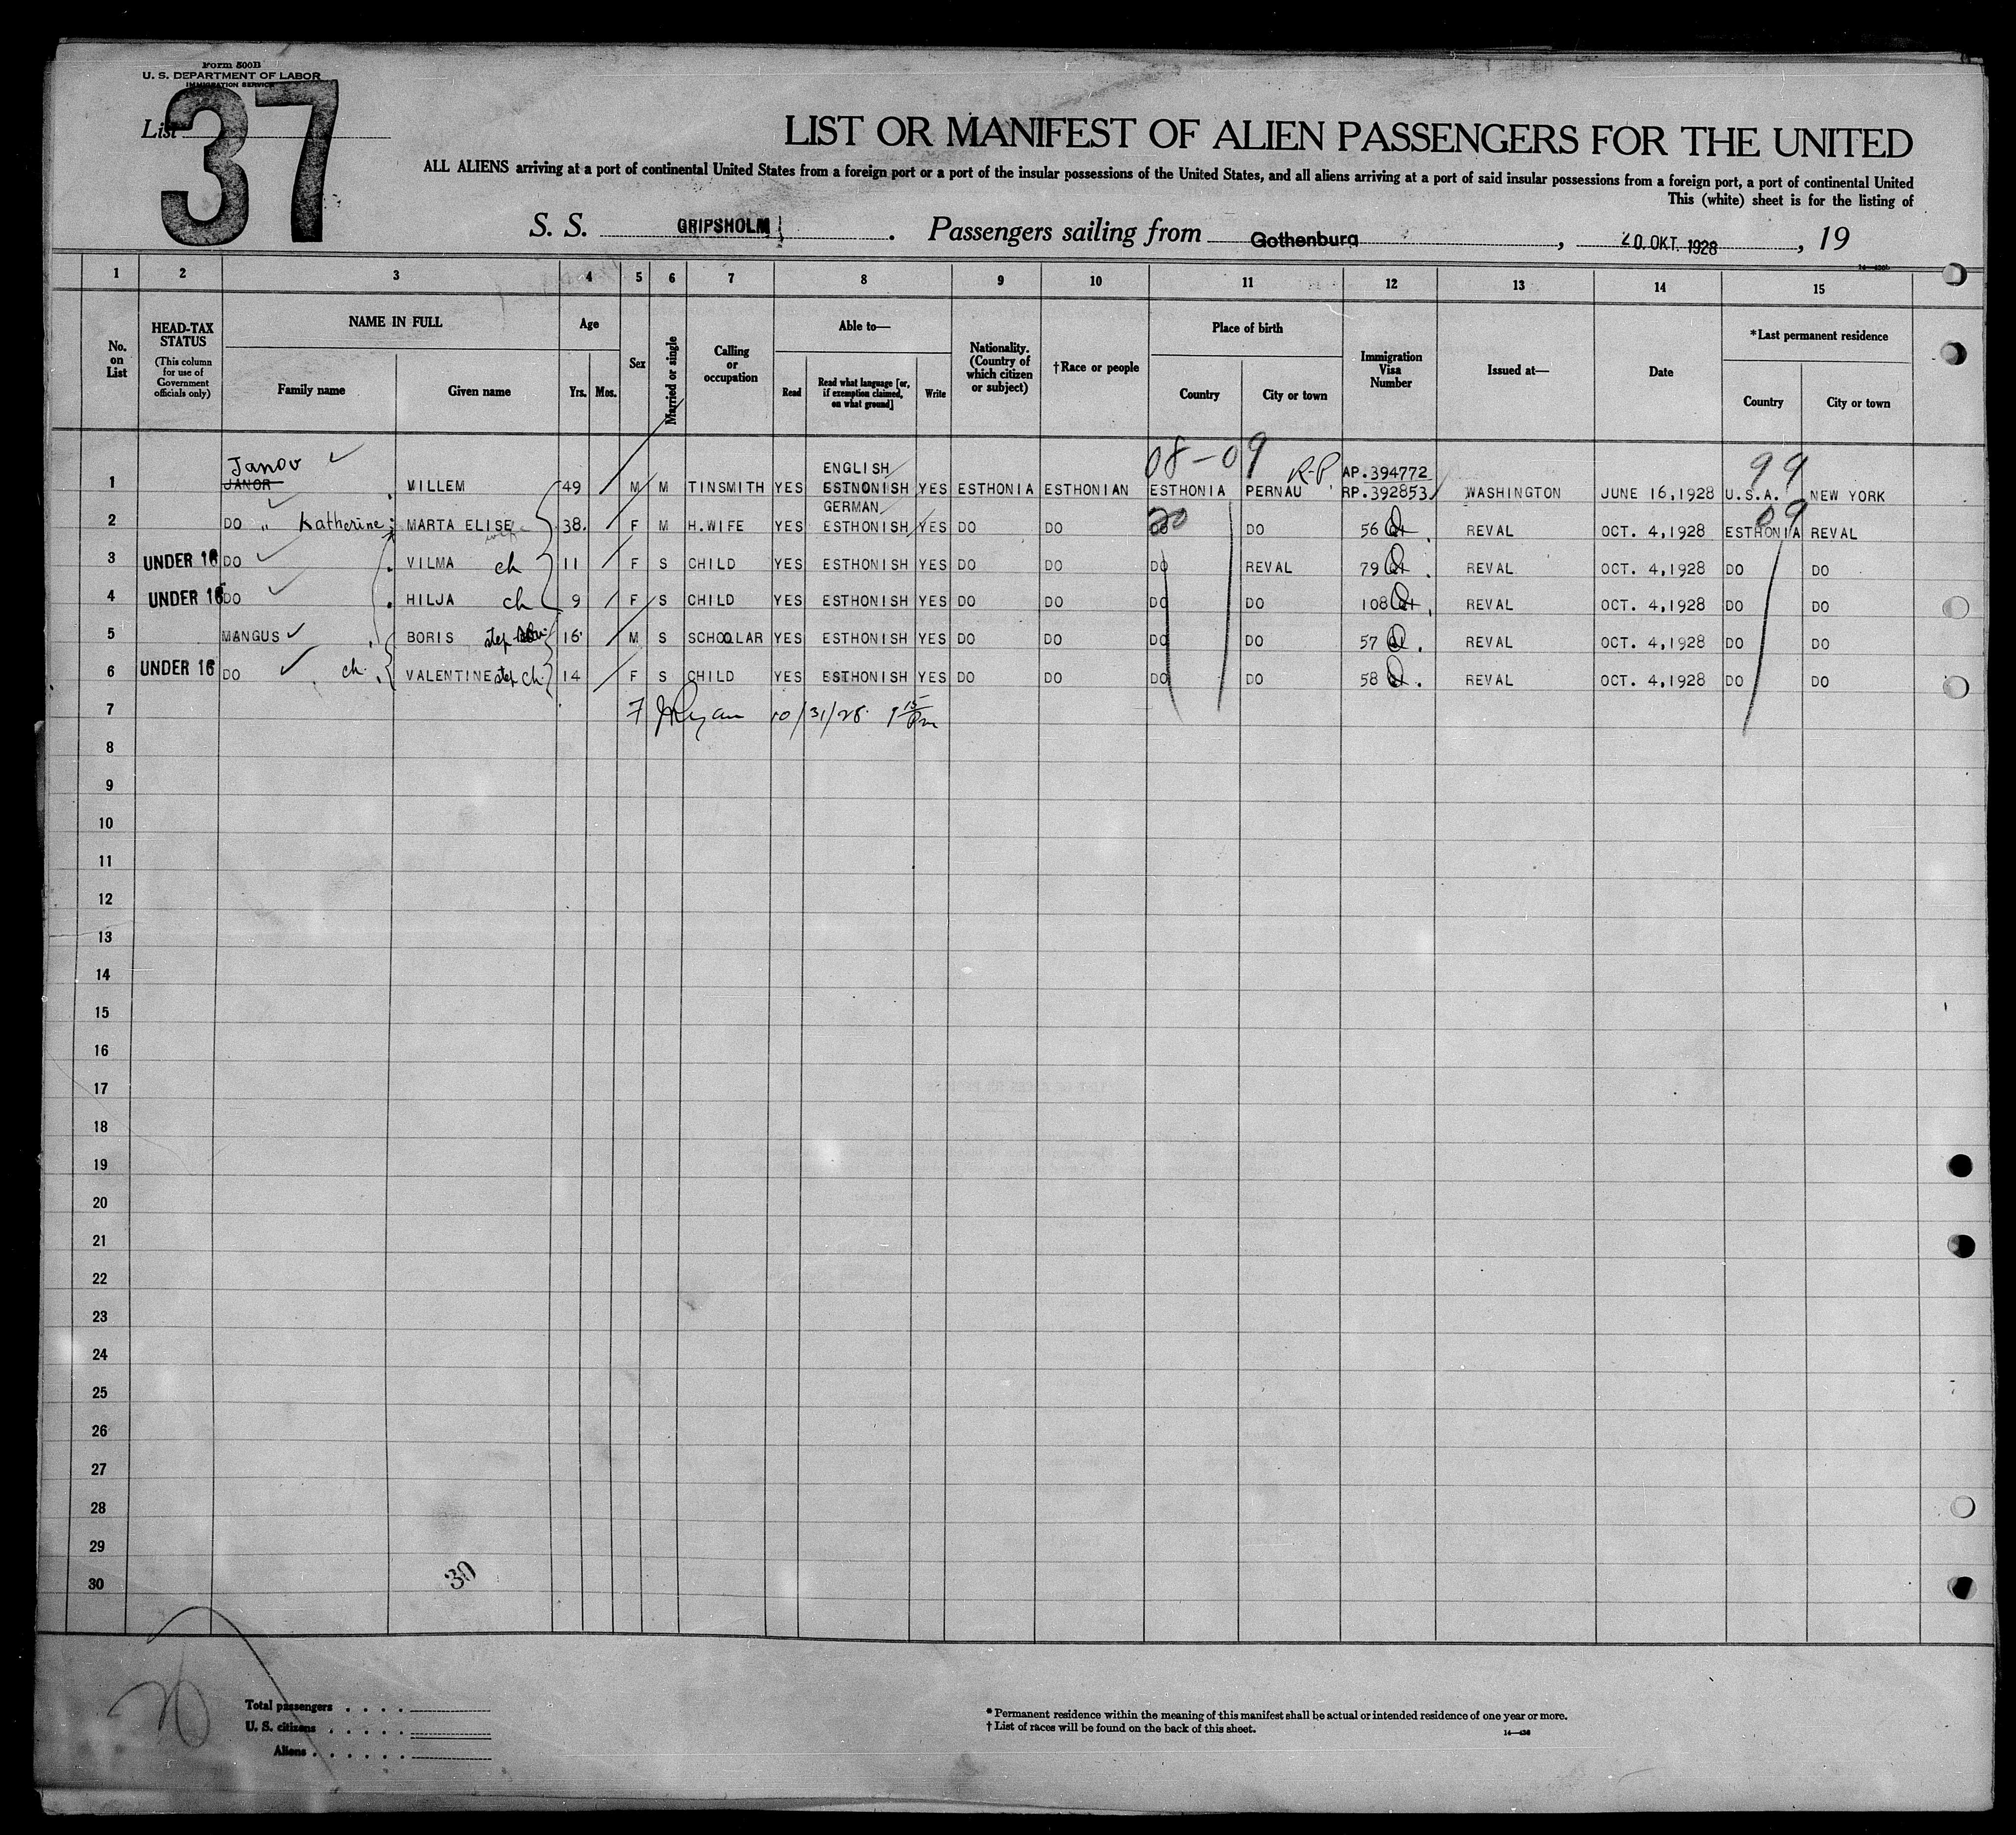 Form 500B
U. S. DEPARTMENT OF LABOR
IMMIGRATION SERVICE
List 37
LIST OR MANIFEST OF ALIEN PASSENGERS FOR THE UNITED
ALL ALIENS arriving at a port of continental United States from a foreign port or a port of the insular possessions of the United States, and all aliens arriving at a port of said insular possessions from a foreign port, a port of continental United
This (white) sheet is for the listing of
S. S. GRIPSHOLM. Passengers sailing from Gothenburg, 20. OKT. 1928, 19
1 2 3 4 5 6 7 8 9 10 11 12 13 14 15
No. on List
HEAD-TAX STATUS
(This column for use of Government officials only)
NAME IN FULL
Family name
Given name
Age
Yrs.
Mos.
Sex
Married or single
Calling or occupation
Able to—
Read
Read what language [or, if exemption claimed, on what ground]
Write
Nationality. (Country of which citizen or subject)
†Race or people
Place of birth
Country
City or town
Immigration Visa Number
Issued at—
Date
*Last permanent residence
Country
City or town
Janov ENGLISH 08-09 R-P. AP.394772 99
1 JANOR WILLEM 49 M M TINSMITH YES ESTNONISH YES ESTHONIA ESTHONIAN ESTHONIA PERNAU RP.392853 WASHINGTON JUNE 16,1928 U.S.A. NEW YORK
GERMAN 20 09
2 DO " Katherine MARTA ELISE wife 38 F M H.WIFE YES ESTHONISH YES DO DO DO DO 56 REVAL OCT. 4,1928 ESTHONIA REVAL
3 UNDER 16 DO VILMA ch 11 F S CHILD YES ESTHONISH YES DO DO DO REVAL 79 REVAL OCT. 4,1928 DO DO
4 UNDER 16 DO HILJA ch 9 F S CHILD YES ESTHONISH YES DO DO DO DO 108 REVAL OCT. 4,1928 DO DO
5 MANGUS BORIS step 16 M S SCHOOLAR YES ESTHONISH YES DO DO DO DO 57 REVAL OCT. 4,1928 DO DO
6 UNDER 16 DO ch. VALENTINE step ch. 14 F S CHILD YES ESTHONISH YES DO DO DO DO 58 REVAL OCT. 4,1928 DO DO
7 Ryan 10/31/28
8
9
10
11
12
13
14
15
16
17
18
19
20
21
22
23
24
25
26
27
28
29
30
30
Total passengers . . . .
U. S. citizens . . . . .
Aliens . . . . . .
* Permanent residence within the meaning of this manifest shall be actual or intended residence of one year or more.
† List of races will be found on the back of this sheet.